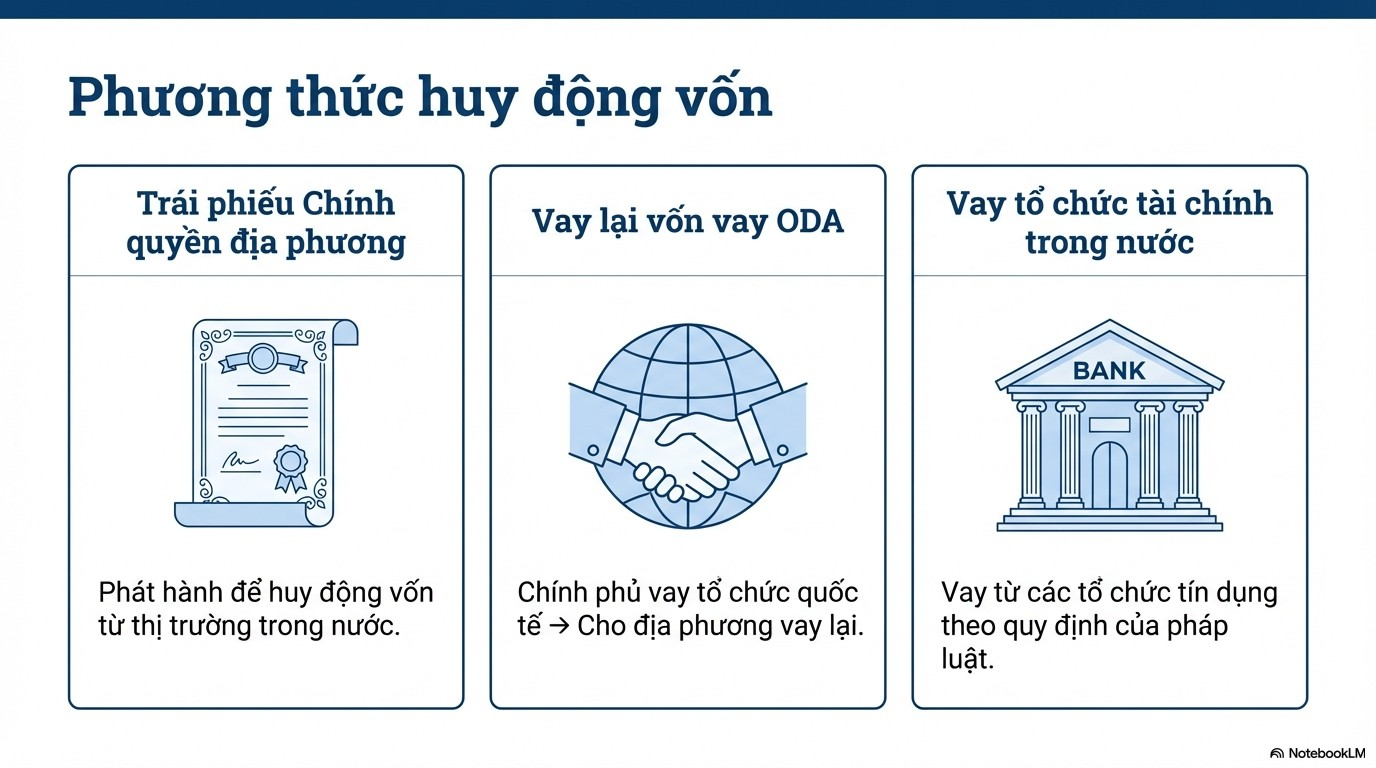 Phương thức huy động vốn
Trái phiếu Chính
quyền địa phương
Phát hành để huy động vốn
từ thị trường trong nước.
Vay lại vốn vay ODA
Chính phủ vay tổ chức quốc
tế → Cho địa phương vay lại.
Vay tổ chức tài chính
trong nước
BANK
Vay từ các tổ chức tín dụng
theo quy định của pháp
luật.
NotebookLM